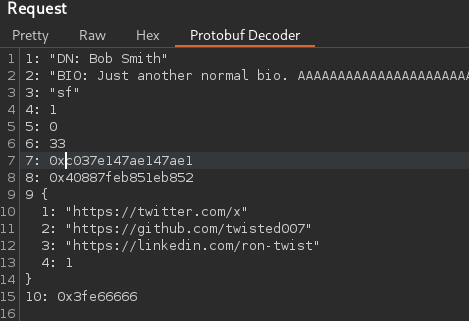 Request
Pretty Raw Hex Protobuf Decoder
1 1: "DN: Bob Smith"
2 2: "BIO: Just another normal bio. AAAAAAAAAAAAAAAAAAAAAA
3 3: "sf"
4 4: 1
5 5: 0
6 6: 33
7 7: 0xc037e147ae147ae1
8 8: 0x40887feb851eb852
9 9 {
10 1: "https://twitter.com/x"
11 2: "https://github.com/twisted007"
12 3: "https://linkedin.com/ron-twist"
13 4: 1
14 }
15 10: 0x3fe66666
16